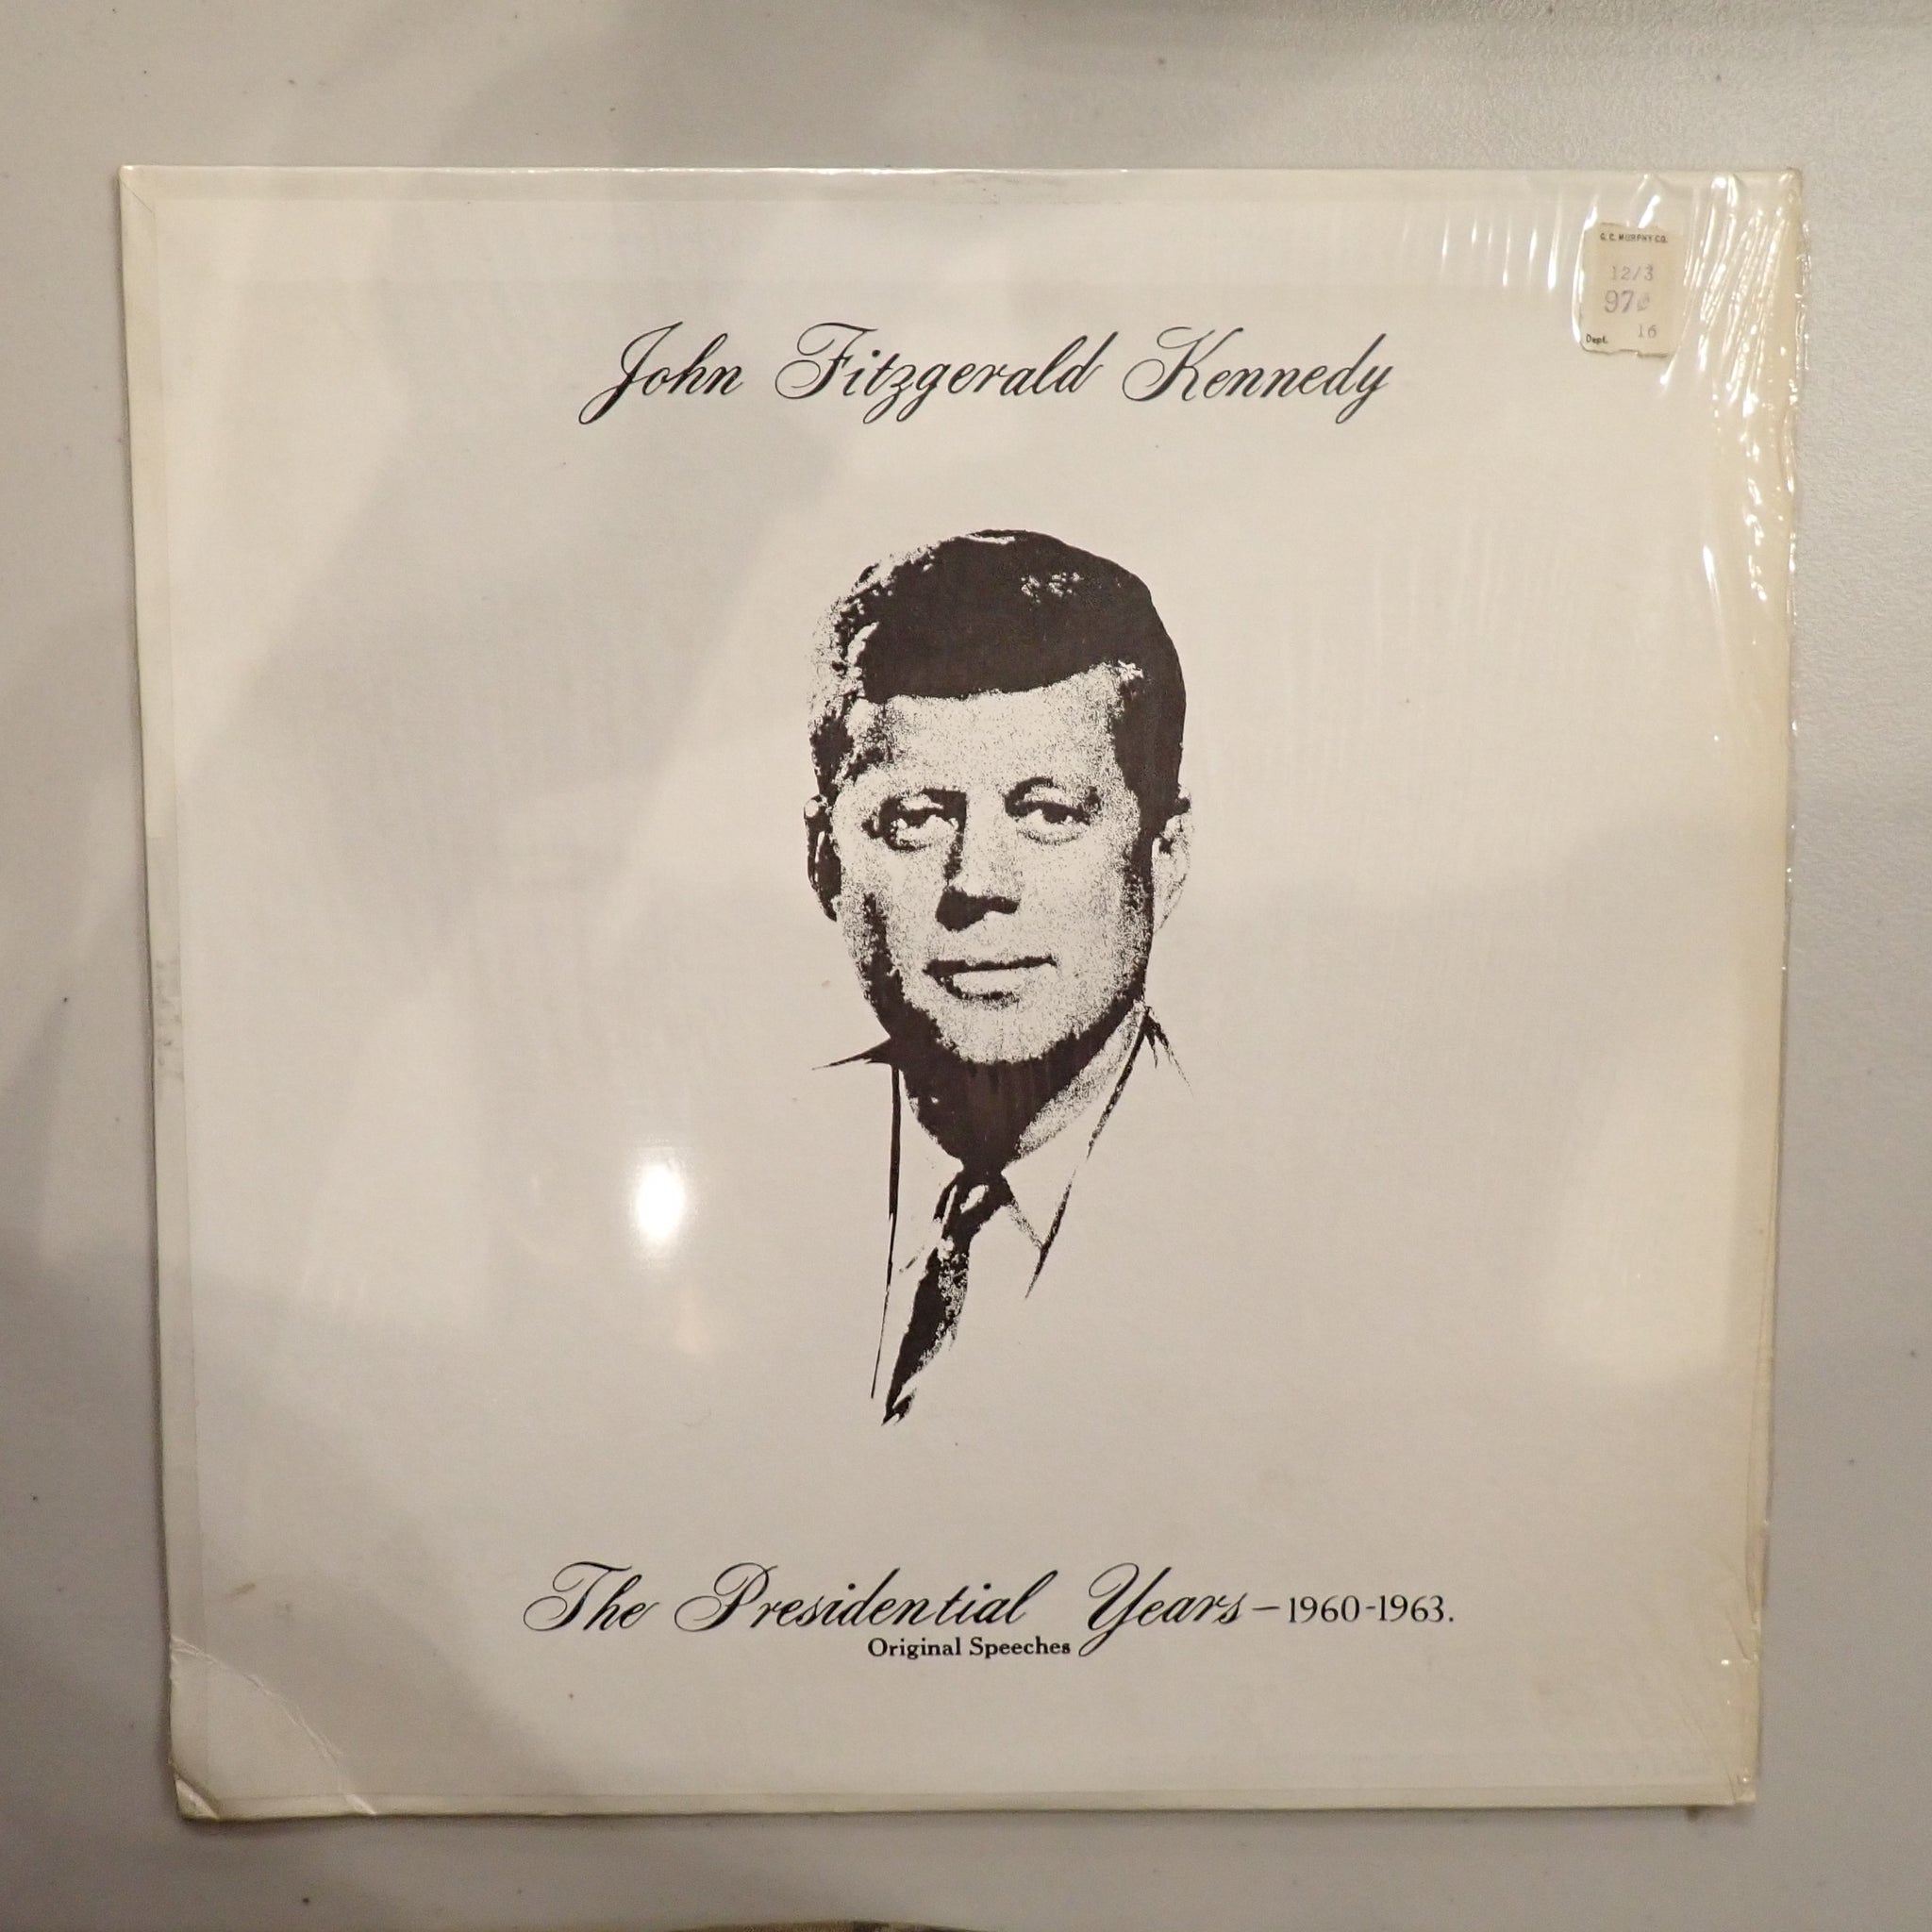 G. C. MURPHY CO.
12/3
97¢
Dept. 16
John Fitzgerald Kennedy
The Presidential Years – 1960-1963.
Original Speeches